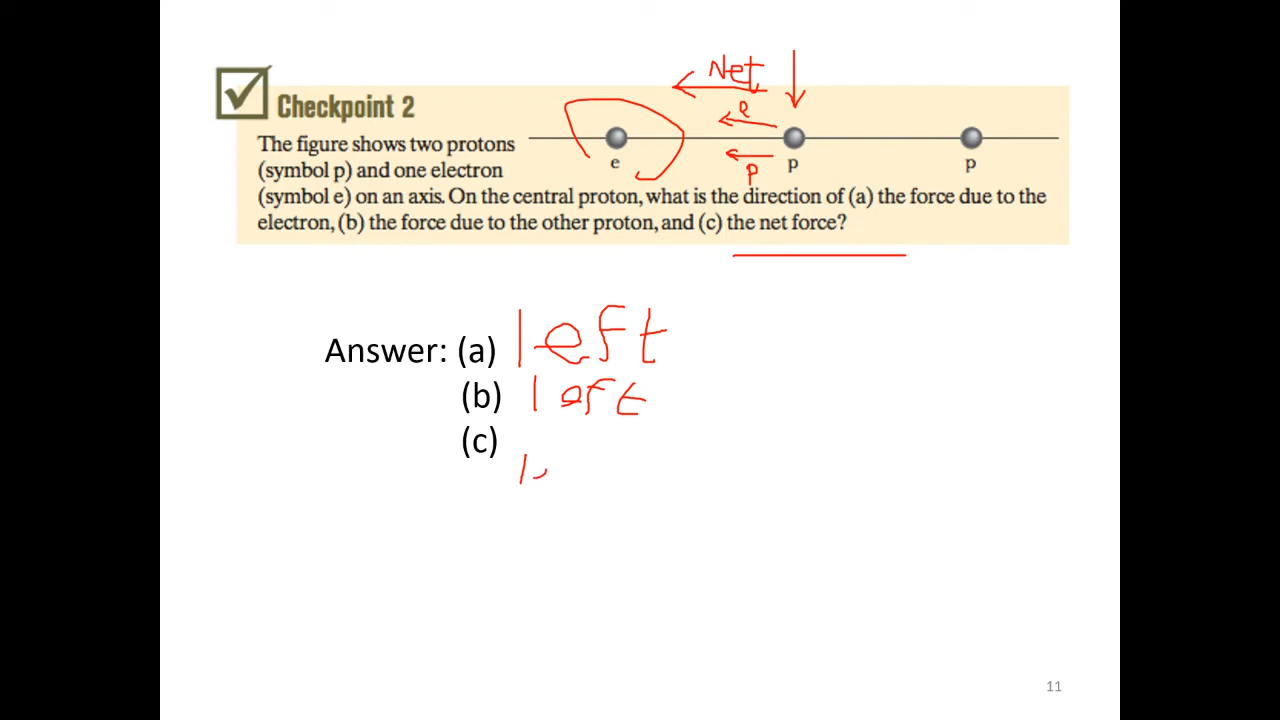 Net
Checkpoint 2
e
The figure shows two protons
(symbol p) and one electron
e p p
p
(symbol e) on an axis. On the central proton, what is the direction of (a) the force due to the
electron, (b) the force due to the other proton, and (c) the net force?
Answer: (a) left
(b) left
(c)
11